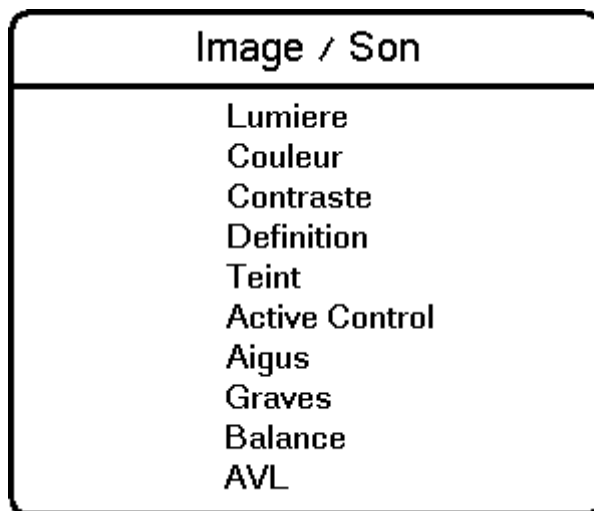 Image / Son
Lumiere
Couleur
Contraste
Definition
Teint
Active Control
Aigus
Graves
Balance
AVL